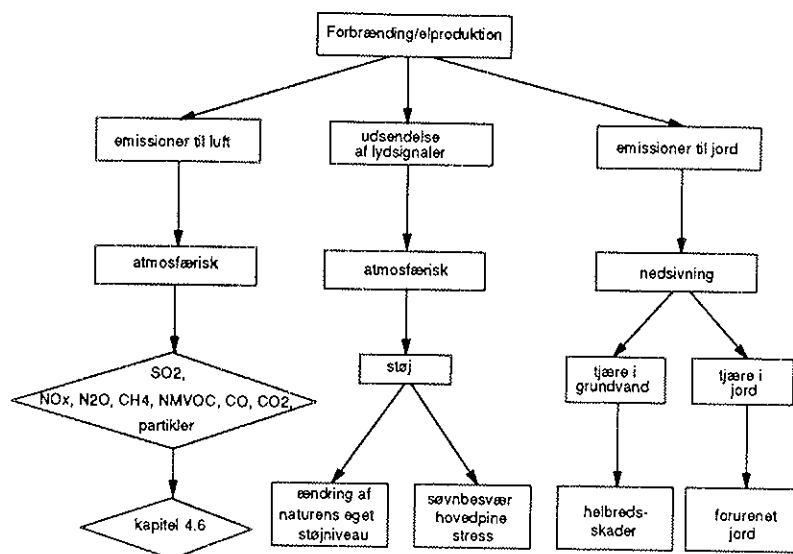 Forbrænding/elproduktion
emissioner til luft
udsendelse
af lydsignaler
emissioner til jord
atmosfærisk
atmosfærisk
nedsivning
SO2,
NOx, N2O, CH4, NMVOC, CO, CO2,
partikler
støj
tjære i
grundvand
tjære i
jord
kapitel 4.6
ændring af
naturens eget
støjniveau
søvnbesvær
hovedpine
stress
helbreds-
skader
forurenet
jord